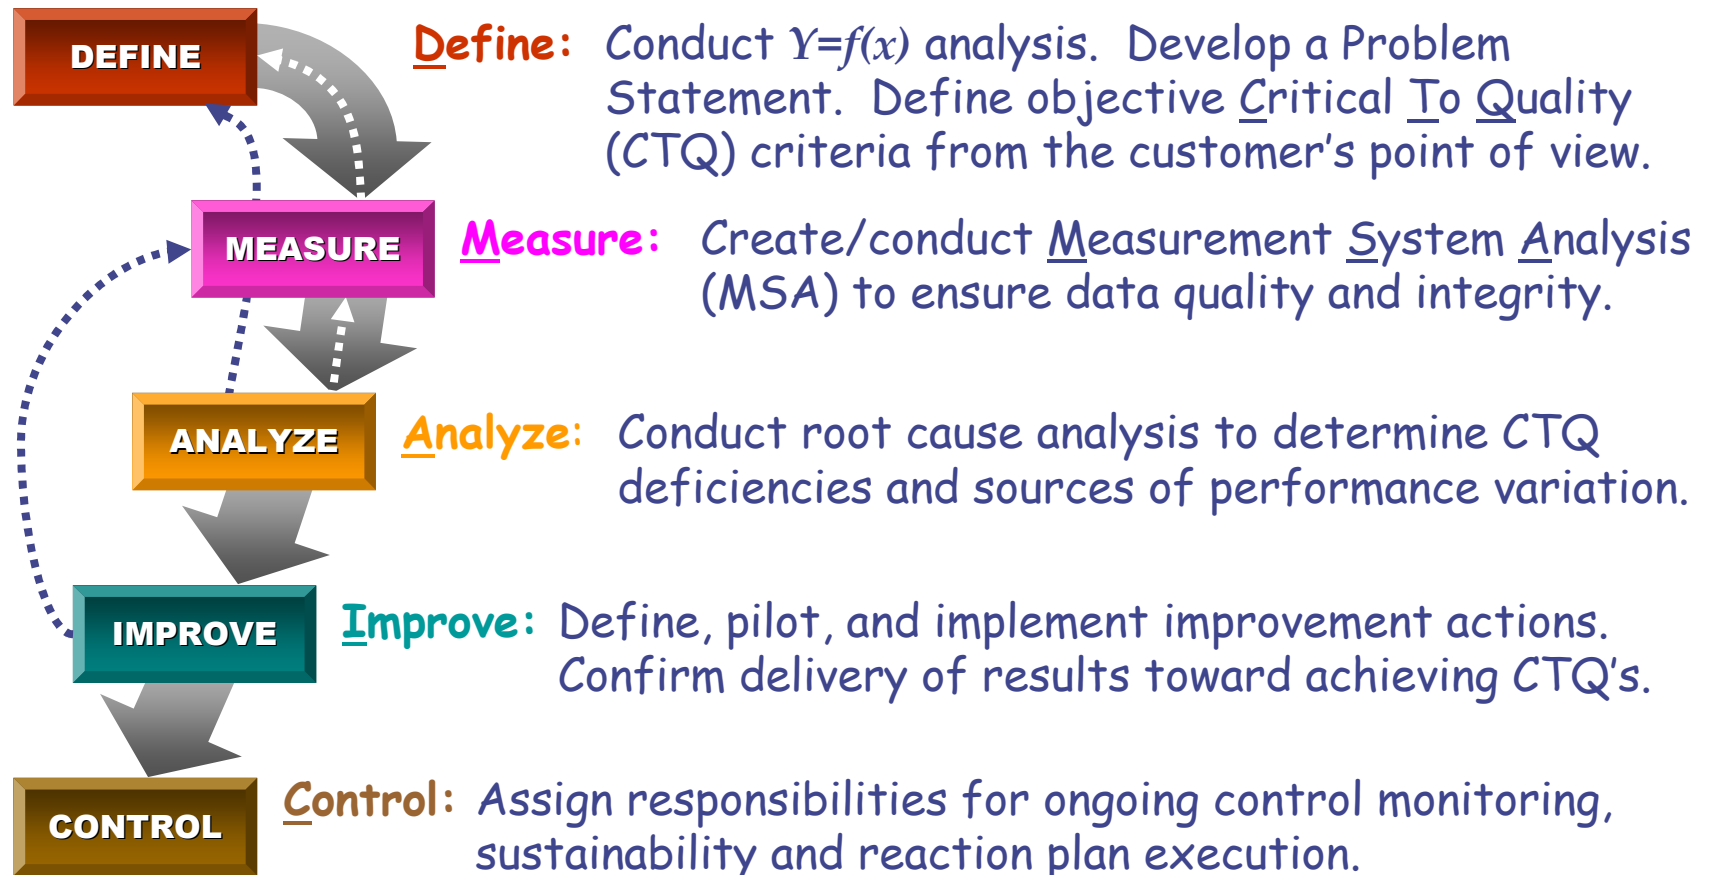 DEFINE
Define: Conduct Y=f(x) analysis. Develop a Problem
Statement. Define objective Critical To Quality
(CTQ) criteria from the customer's point of view.
MEASURE
Measure: Create/conduct Measurement System Analysis
(MSA) to ensure data quality and integrity.
ANALYZE
Analyze: Conduct root cause analysis to determine CTQ
deficiencies and sources of performance variation.
IMPROVE
Improve: Define, pilot, and implement improvement actions.
Confirm delivery of results toward achieving CTQ's.
CONTROL
Control: Assign responsibilities for ongoing control monitoring,
sustainability and reaction plan execution.